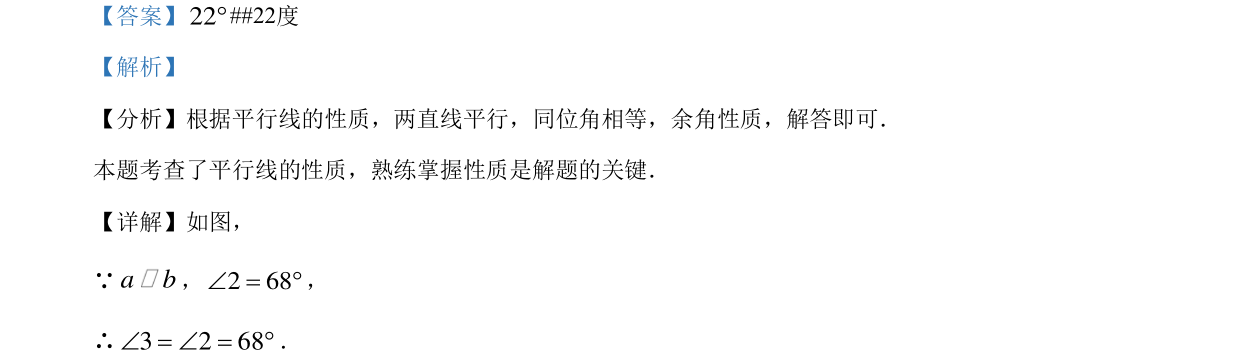 【答案】22°##22度
【解析】
【分析】根据平行线的性质，两直线平行，同位角相等，余角性质，解答即可．
本题考查了平行线的性质，熟练掌握性质是解题的关键．
【详解】如图，
∵a▱b，∠2=68°，
∴∠3=∠2=68°．